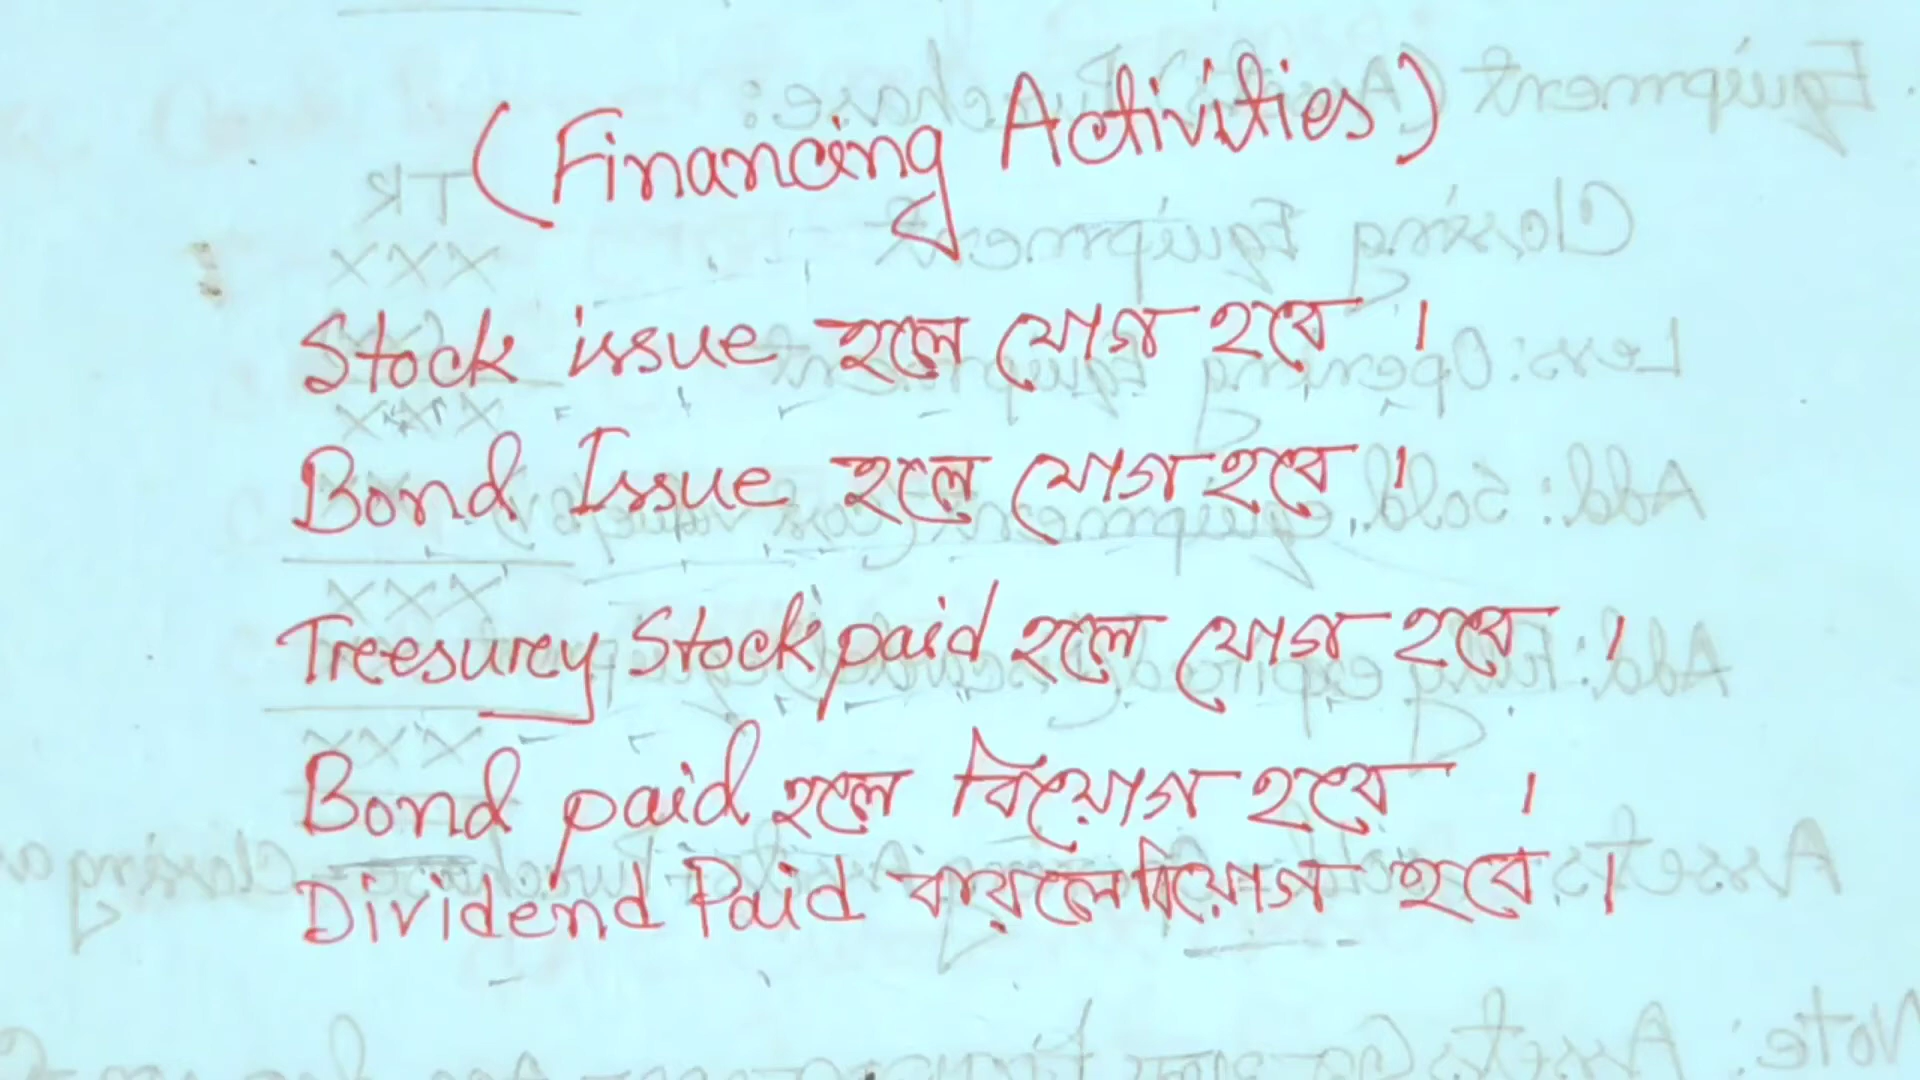 (Financing Activities)
Stock issue হলে যোগ হবে ।
Bond Issue হলে যোগ হবে ।
Treesurey Stock paid হলে যোগ হবে ।
Bond paid হলে বিয়োগ হবে ।
Dividend Paid বায়লে বিয়োগ হবে ।